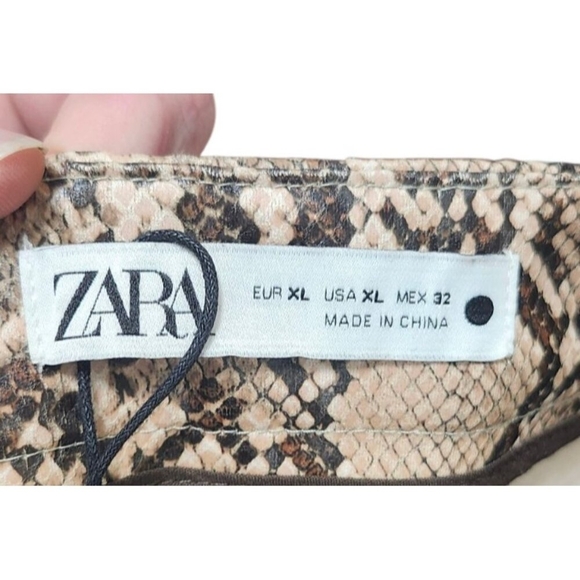 ZARA
EUR XL USA XL MEX 32
MADE IN CHINA